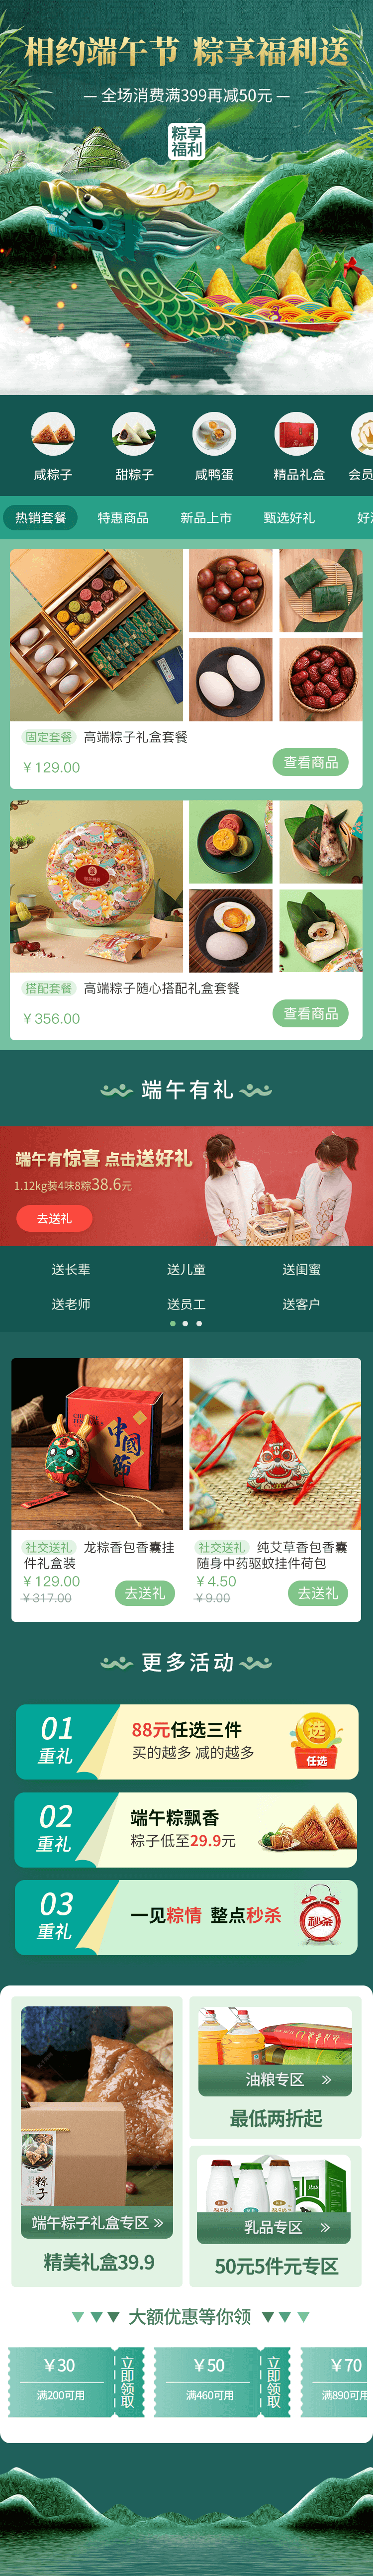 相约端午节 粽享福利送
— 全场消费满399再减50元 —
粽享
福利
咸粽子
甜粽子
咸鸭蛋
精品礼盒
会员
热销套餐
特惠商品
新品上市
甄选好礼
固定套餐 高端粽子礼盒套餐
￥129.00
查看商品
搭配套餐 高端粽子随心搭配礼盒套餐
￥356.00
查看商品
端午有礼
端午有惊喜 点击送好礼
1.12kg装4味8粽38.6元
去送礼
送长辈
送儿童
送闺蜜
送老师
送员工
送客户
中國節
社交送礼 龙粽香包香囊挂
件礼盒装
￥129.00
￥317.00
去送礼
社交送礼 纯艾草香包香囊
随身中药驱蚊挂件荷包
￥4.50
￥9.00
去送礼
更多活动
01
重礼
88元任选三件
买的越多 减的越多
选
任选
02
重礼
端午粽飘香
粽子低至29.9元
03
重礼
一见粽情 整点秒杀
秒杀
粽子
端午粽子礼盒专区
精美礼盒39.9
油粮专区
最低两折起
乳品专区
50元5件元专区
大额优惠等你领
￥30
满200可用
立即领取
￥50
满460可用
立即领取
￥70
满890可用